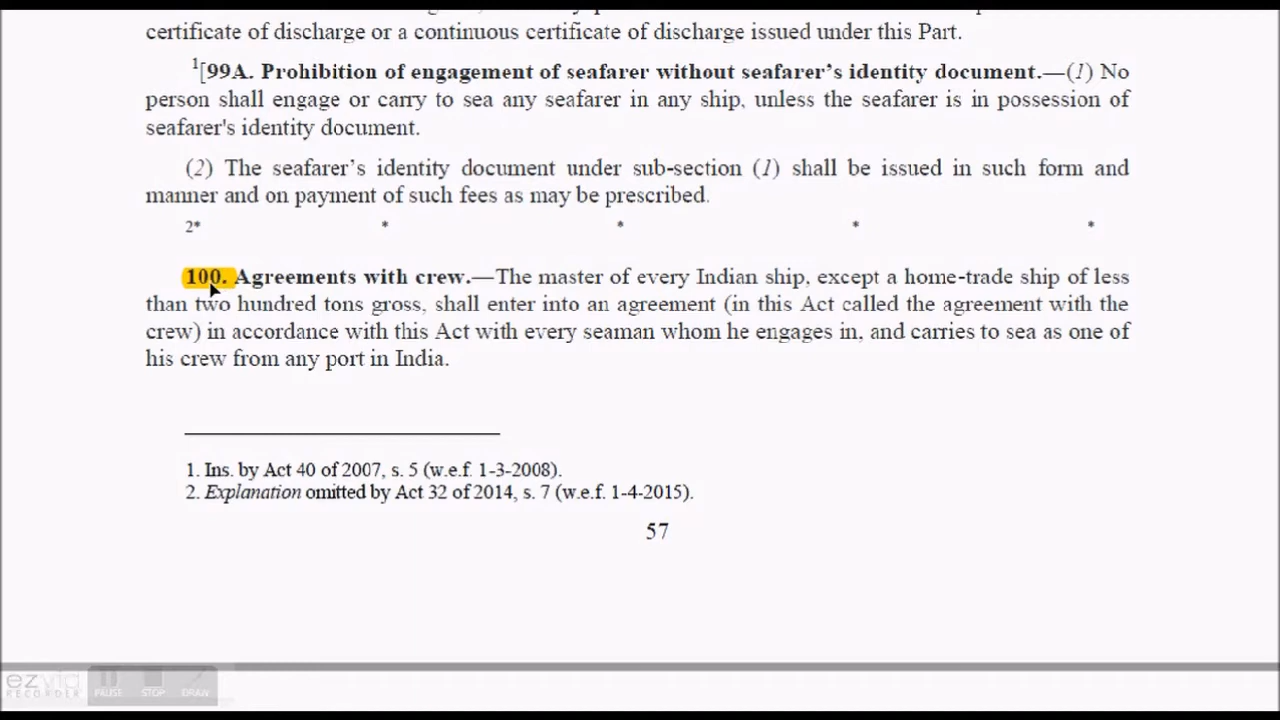 certificate of discharge or a continuous certificate of discharge issued under this Part.
1[99A. Prohibition of engagement of seafarer without seafarer’s identity document.—(1) No
person shall engage or carry to sea any seafarer in any ship, unless the seafarer is in possession of
seafarer's identity document.
(2) The seafarer’s identity document under sub-section (1) shall be issued in such form and
manner and on payment of such fees as may be prescribed.
2* * * * *
100. Agreements with crew.—The master of every Indian ship, except a home-trade ship of less
than two hundred tons gross, shall enter into an agreement (in this Act called the agreement with the
crew) in accordance with this Act with every seaman whom he engages in, and carries to sea as one of
his crew from any port in India.
1. Ins. by Act 40 of 2007, s. 5 (w.e.f. 1-3-2008).
2. Explanation omitted by Act 32 of 2014, s. 7 (w.e.f. 1-4-2015).
57
ezvid
RECORDER
PAUSE STOP DRAW